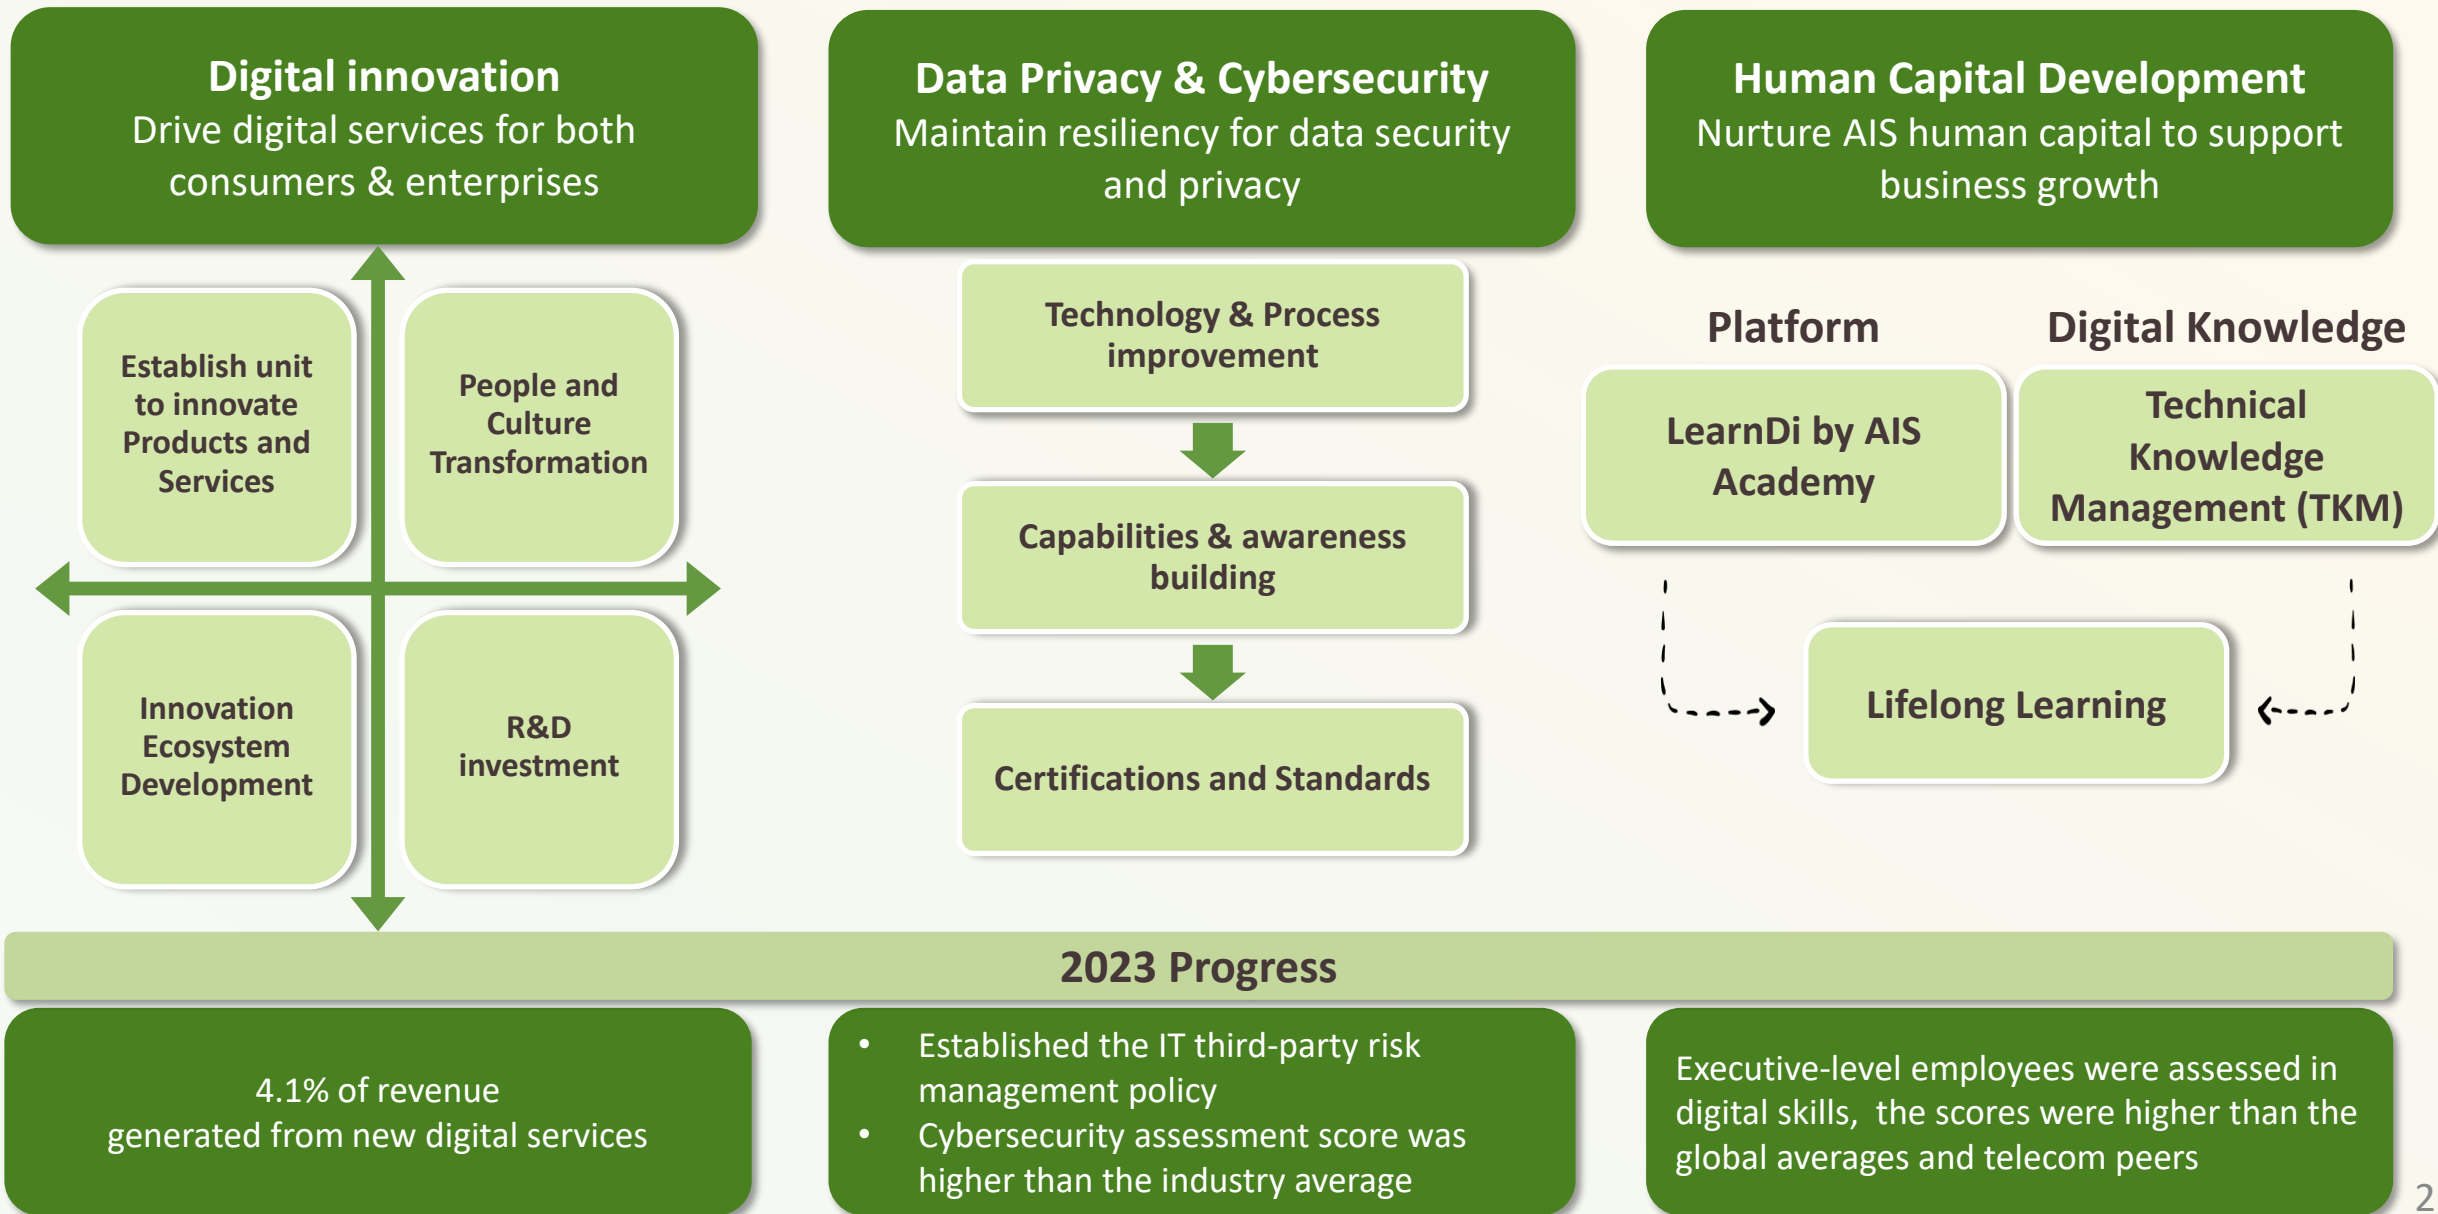 Digital innovation
Drive digital services for both
consumers & enterprises
Data Privacy & Cybersecurity
Maintain resiliency for data security
and privacy
Human Capital Development
Nurture AIS human capital to support
business growth
Establish unit
to innovate
Products and
Services
People and
Culture
Transformation
Innovation
Ecosystem
Development
R&D
investment
Technology & Process
improvement
Capabilities & awareness
building
Certifications and Standards
Platform
Digital Knowledge
LearnDi by AIS
Academy
Technical
Knowledge
Management (TKM)
Lifelong Learning
2023 Progress
4.1% of revenue
generated from new digital services
• Established the IT third-party risk
management policy
• Cybersecurity assessment score was
higher than the industry average
Executive-level employees were assessed in
digital skills,  the scores were higher than the
global averages and telecom peers
2